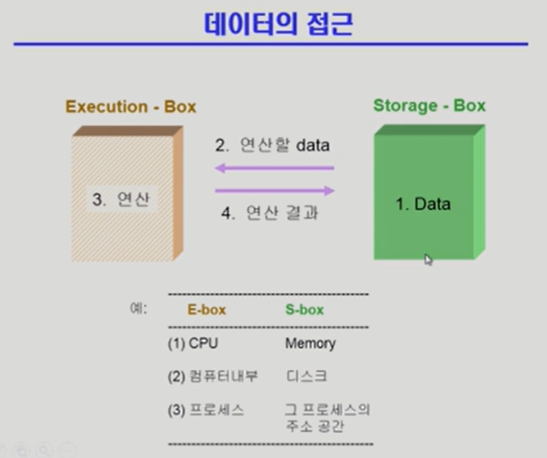 데이터의 접근
Execution - Box
Storage - Box
2. 연산할 data
3. 연산
1. Data
4. 연산 결과
예:
E-box S-box
(1) CPU Memory
(2) 컴퓨터내부 디스크
(3) 프로세스 그 프로세스의
주소 공간